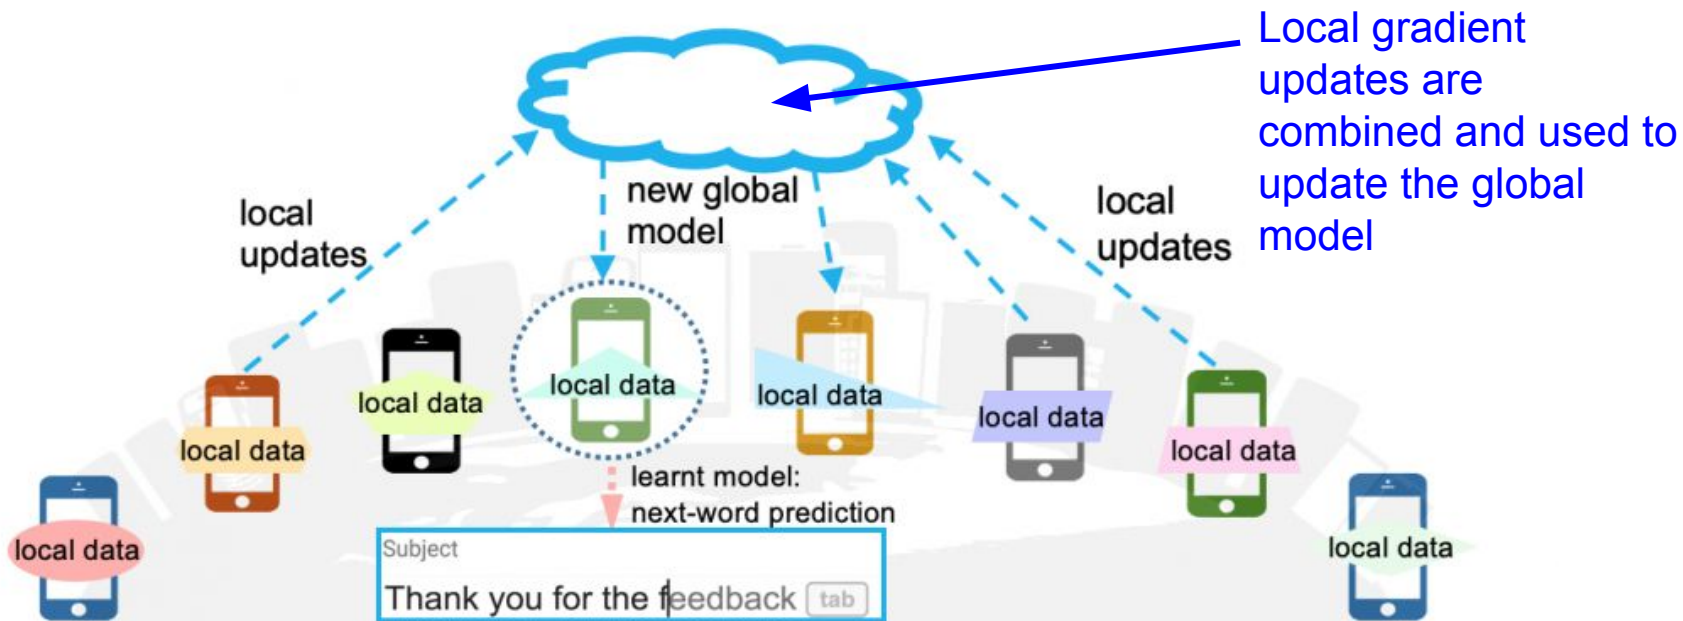 Local gradient
updates are
combined and used to
update the global
model
local
updates
new global
model
local
updates
local data
local data
local data
local data
local data
local data
local data
local data
learnt model:
next-word prediction
Subject
Thank you for the feedback tab